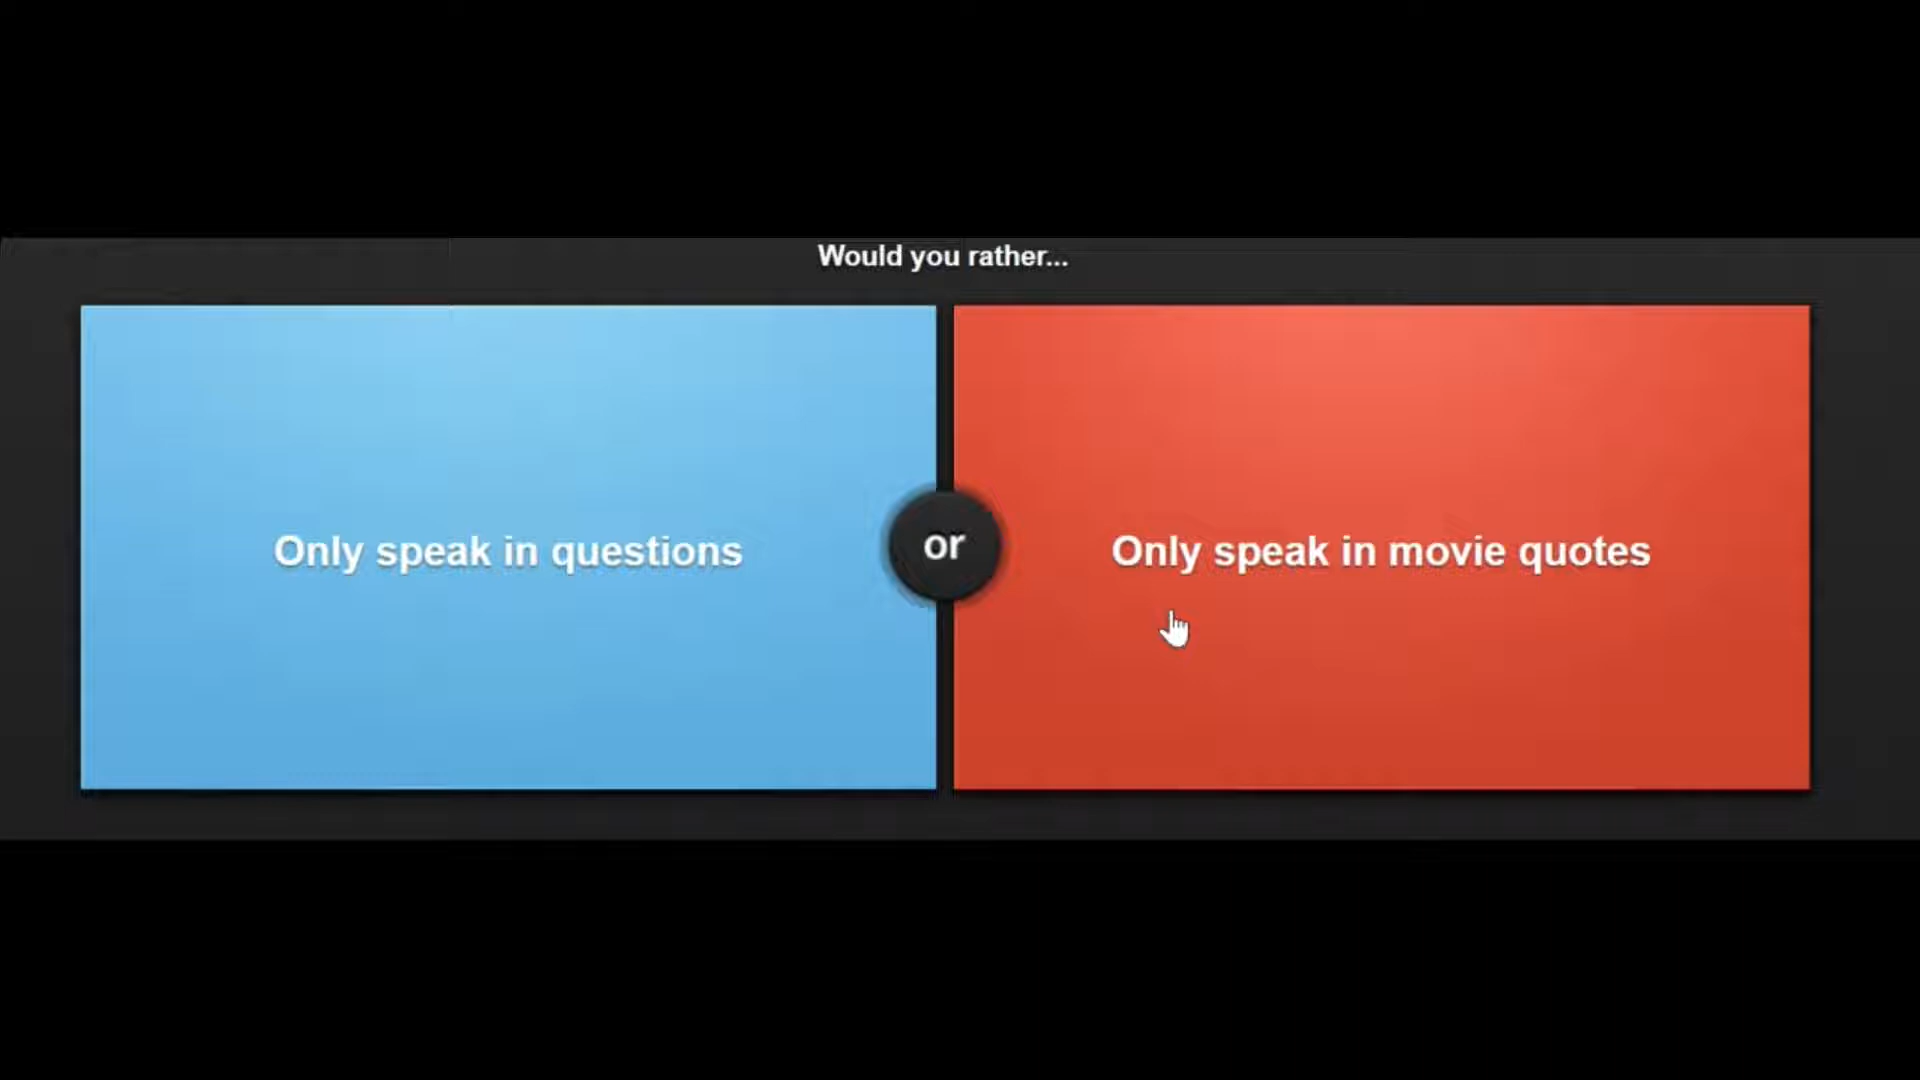 Would you rather...
Only speak in questions
or
Only speak in movie quotes